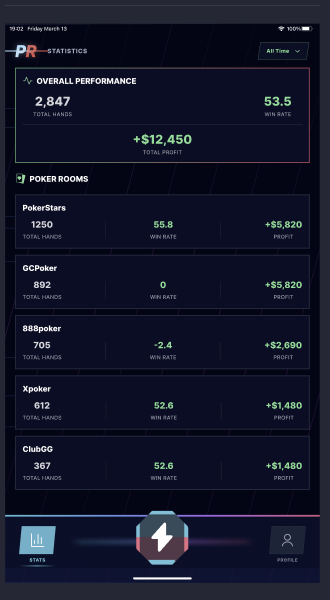 19:02 Friday March 13
100%
PR STATISTICS
All Time
OVERALL PERFORMANCE
2,847 53.5
TOTAL HANDS WIN RATE
+$12,450
TOTAL PROFIT
POKER ROOMS
PokerStars
1250 55.8 +$5,820
TOTAL HANDS WIN RATE PROFIT
GCPoker
892 0 +$5,820
TOTAL HANDS WIN RATE PROFIT
888poker
705 -2.4 +$2,690
TOTAL HANDS WIN RATE PROFIT
Xpoker
612 52.6 +$1,480
TOTAL HANDS WIN RATE PROFIT
ClubGG
367 52.6 +$1,480
TOTAL HANDS WIN RATE PROFIT
STATS PROFILE